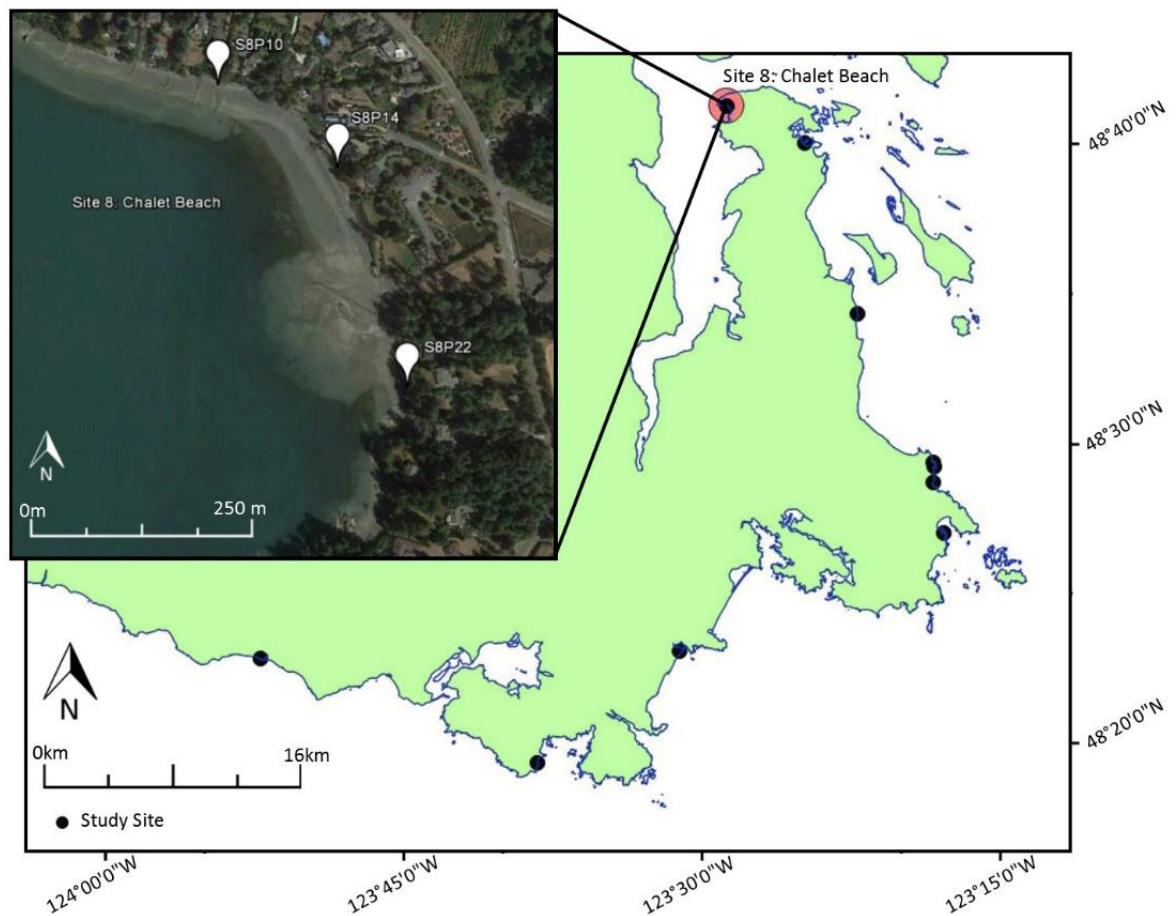 S8P10
S8P14
Site 8: Chalet Beach
S8P22
N
0m
250 m
Site 8: Chalet Beach
48°40'0"N
48°30'0"N
48°20'0"N
N
0km
16km
Study Site
124°00'0"W
123°45'0"W
123°30'0"W
123°15'0"W